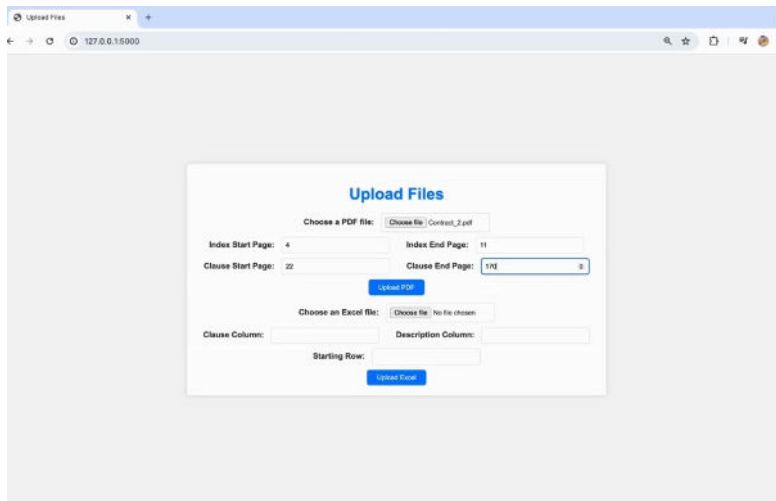 Upload Files
127.0.0.1:5000
Upload Files
Choose a PDF file: Choose file Contract_2.pdf
Index Start Page: 4 Index End Page: 11
Clause Start Page: 22 Clause End Page: 170
Upload PDF
Choose an Excel file: Choose file No file chosen
Clause Column: Description Column:
Starting Row:
Upload Excel